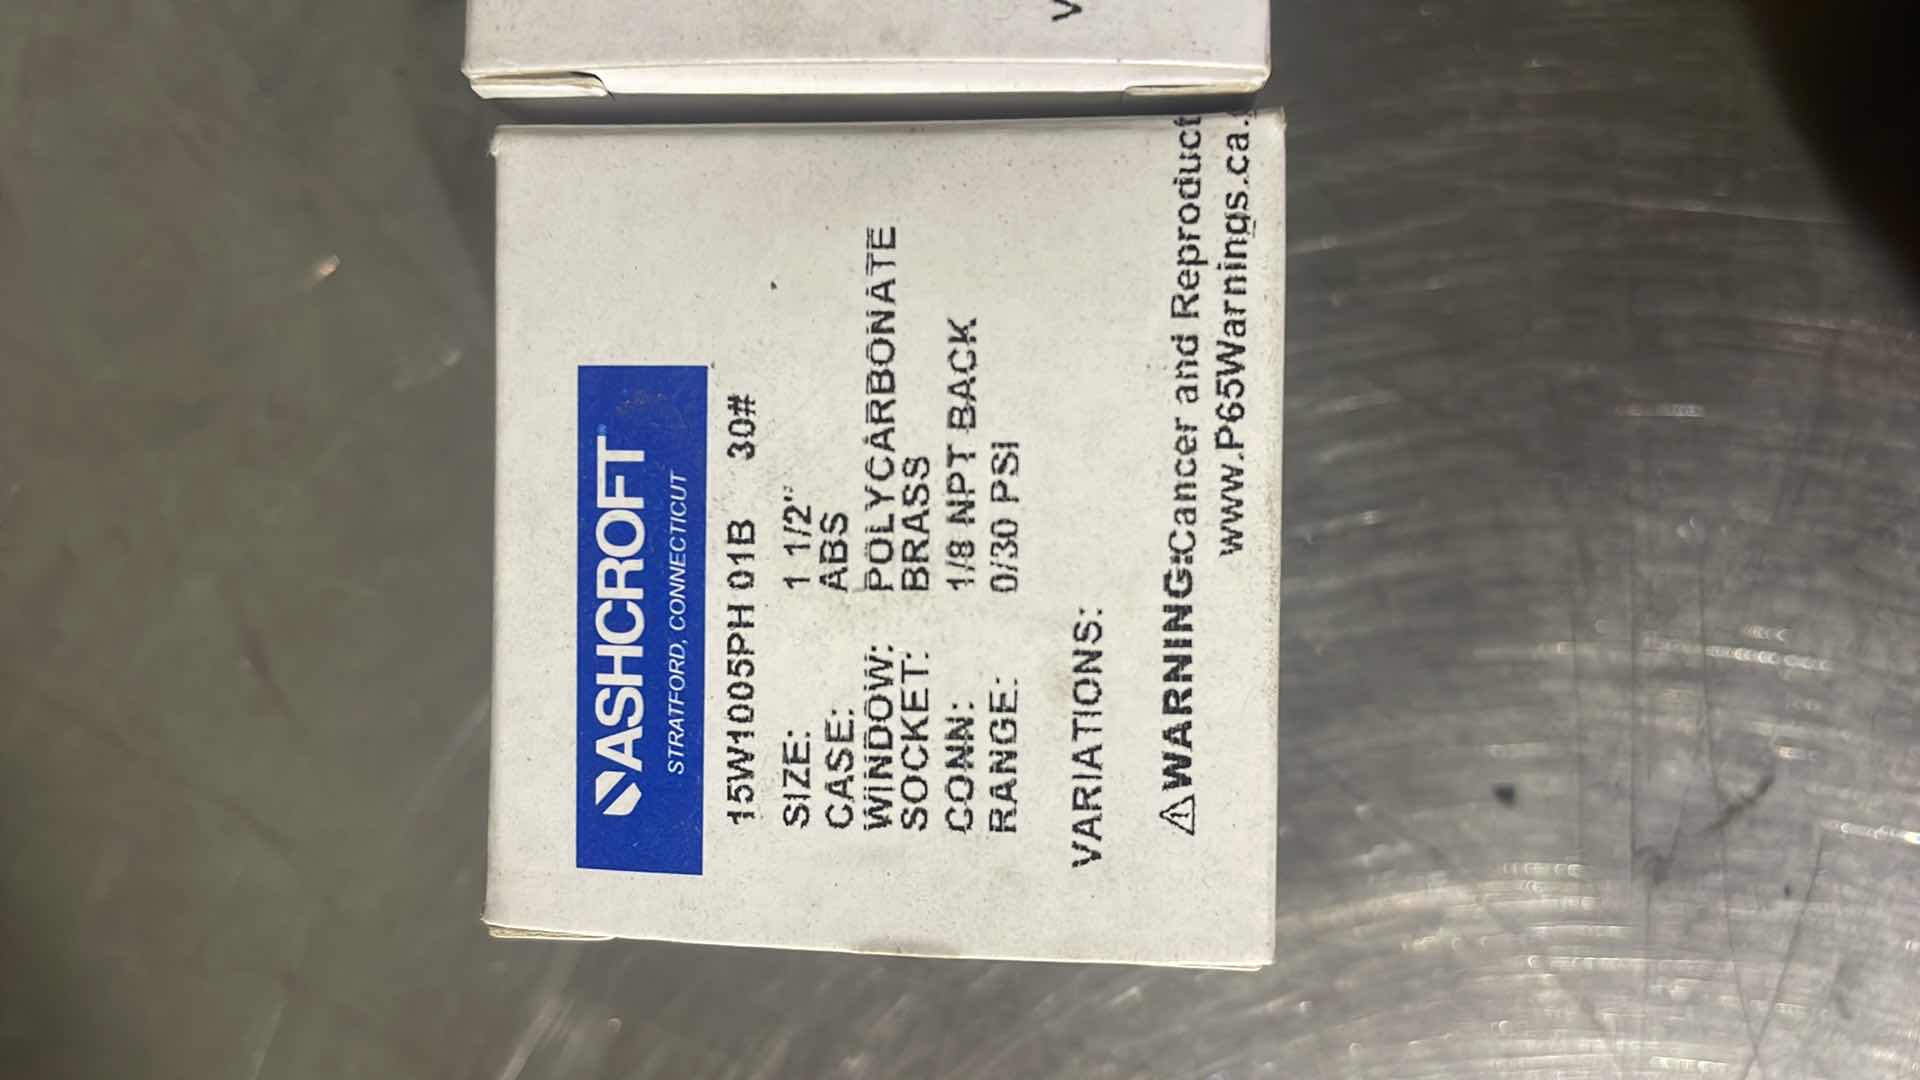 ASHCROFT
STRATFORD, CONNECTICUT
15W1005PH 01B 30#
SIZE: 1 1/2"
CASE: ABS
WINDOW: POLYCARBONATE
SOCKET: BRASS
CONN: 1/8 NPT BACK
RANGE: 0/30 PSI
VARIATIONS:
⚠WARNING:Cancer and Reproduct
www.P65Warnings.ca.
V